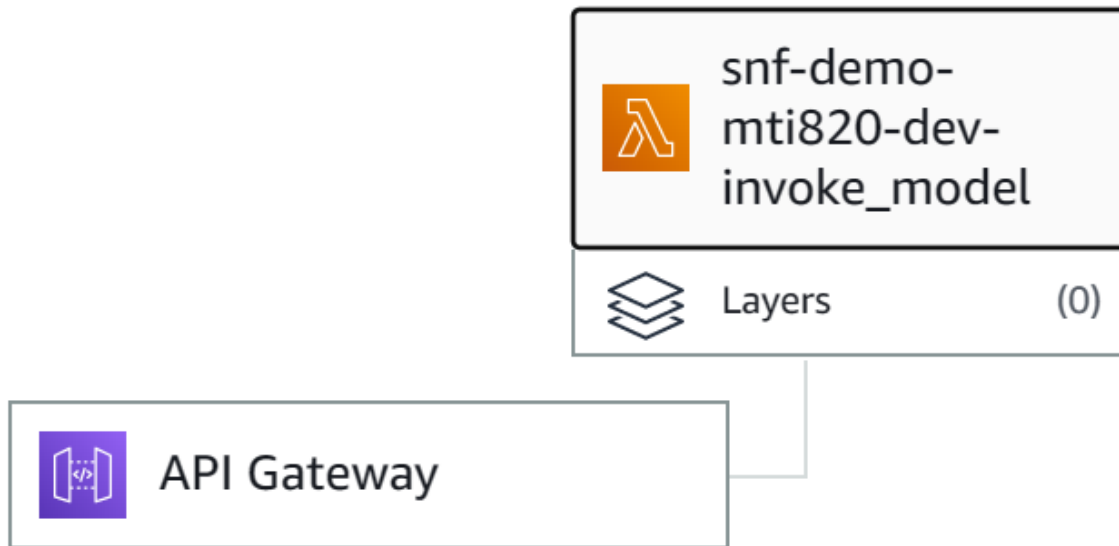 snf-demo-
mti820-dev-
invoke_model
Layers (0)
</> API Gateway